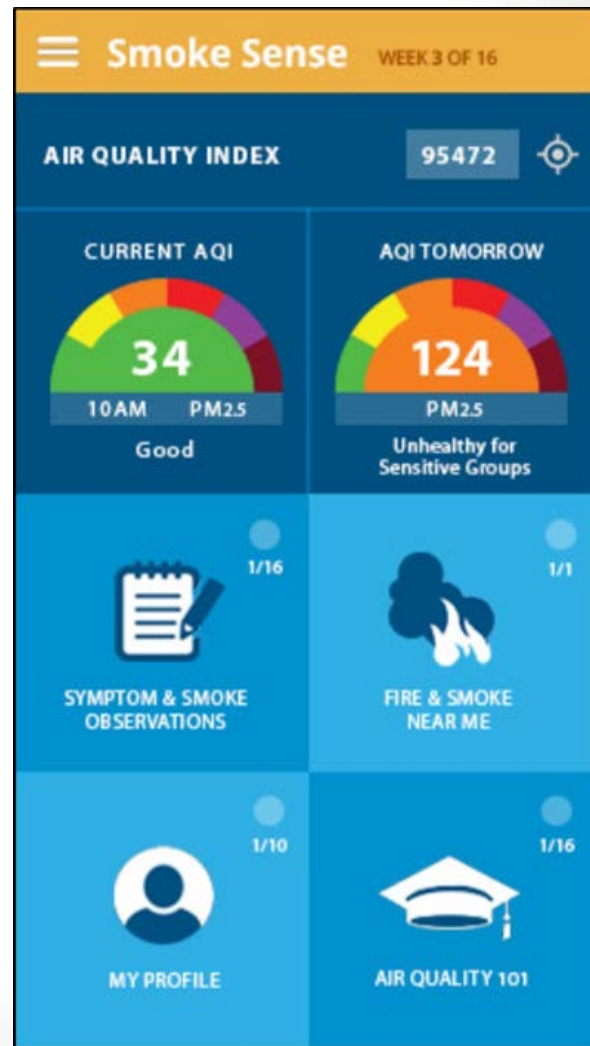 Smoke Sense WEEK 3 OF 16
AIR QUALITY INDEX 95472
CURRENT AQI
34
10 AM PM2.5
Good
AQI TOMORROW
124
PM2.5
Unhealthy for
Sensitive Groups
1/16
SYMPTOM & SMOKE
OBSERVATIONS
1/1
FIRE & SMOKE
NEAR ME
1/10
MY PROFILE
1/16
AIR QUALITY 101